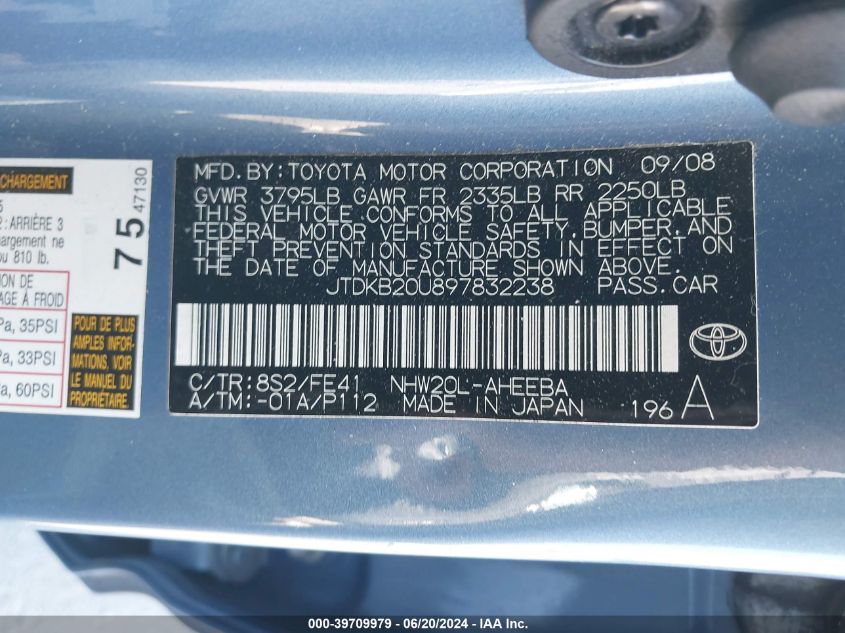 CHARGEMENT
2: ARRIÈRE 3
hargement ne
ou 810 lb.
75
47130
ION DE
AGE À FROID
Pa, 35PSI
Pa, 33PSI
a, 60PSI
POUR DE PLUS
AMPLES INFOR-
MATIONS, VOIR
LE MANUEL DU
PROPRIÉTAIRE.
MFD. BY: TOYOTA MOTOR CORPORATION 09/08
GVWR 3795LB GAWR FR 2335LB RR 2250LB
THIS VEHICLE CONFORMS TO ALL APPLICABLE
FEDERAL MOTOR VEHICLE SAFETY, BUMPER, AND
THEFT PREVENTION STANDARDS IN EFFECT ON
THE DATE OF MANUFACTURE SHOWN ABOVE.
JTDKB20U897832238 PASS. CAR
C/TR: 8S2/FE41 NHW20L-AHEEBA
A/TM: -01A/P112 MADE IN JAPAN 196 A
000-39709979 - 06/20/2024 - IAA, Inc.